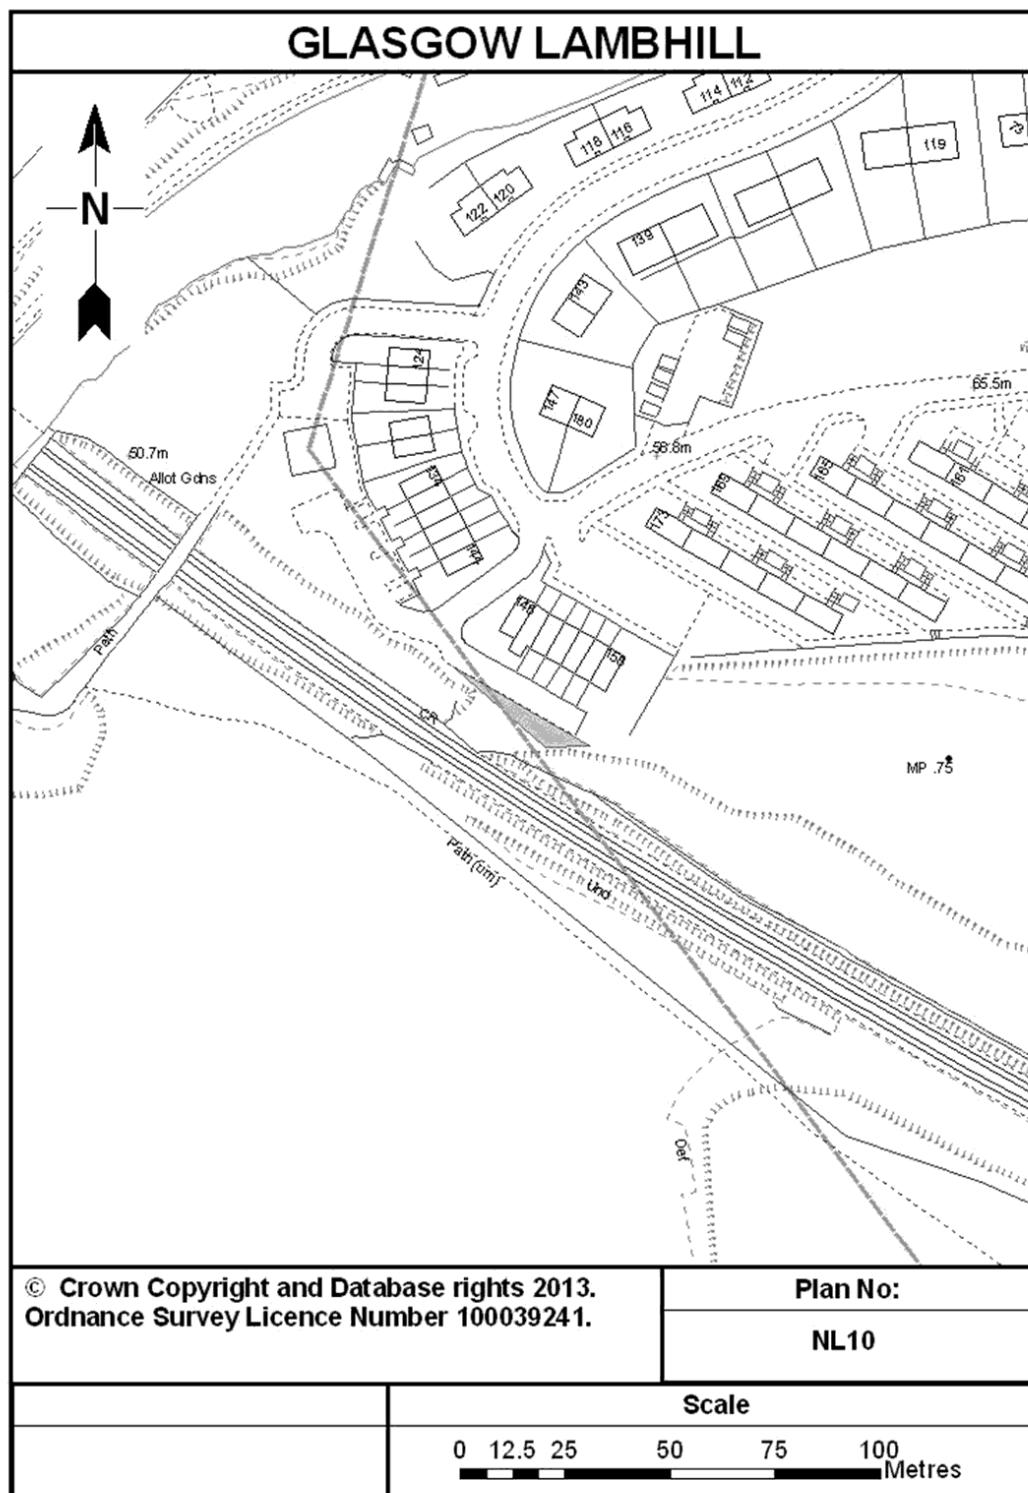 GLASGOW LAMBHILL
N
114 112
118 116
119
122 120
139
143
124
147
180
65.5m
50.7m
58.8m
Allot Gdns
134
144
169
165
161
173
Path
148
158
CR
MP .75
Path (um)
Und
Def
© Crown Copyright and Database rights 2013.
Ordnance Survey Licence Number 100039241.
Plan No:
NL10
Scale
0 12.5 25 50 75 100
Metres